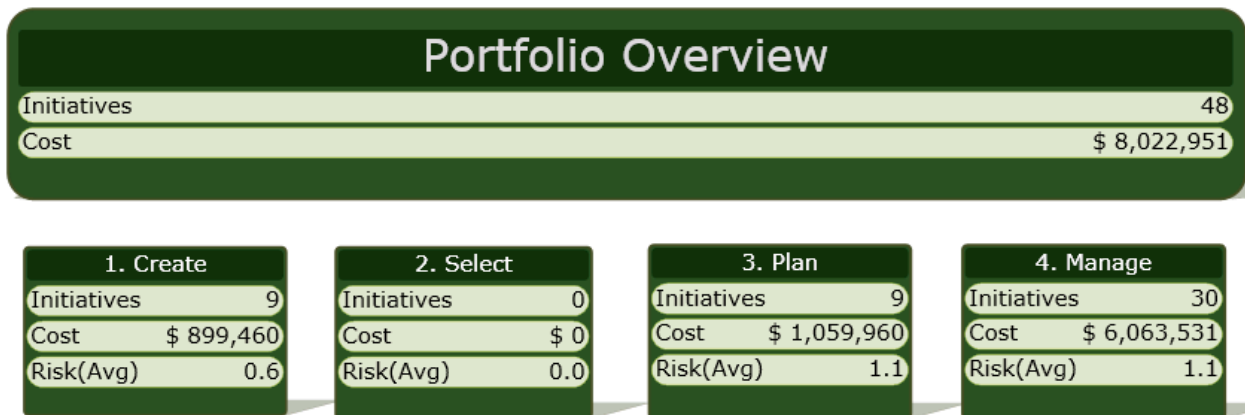 Portfolio Overview
Initiatives 48
Cost $ 8,022,951
1. Create
Initiatives 9
Cost $ 899,460
Risk(Avg) 0.6
2. Select
Initiatives 0
Cost $ 0
Risk(Avg) 0.0
3. Plan
Initiatives 9
Cost $ 1,059,960
Risk(Avg) 1.1
4. Manage
Initiatives 30
Cost $ 6,063,531
Risk(Avg) 1.1